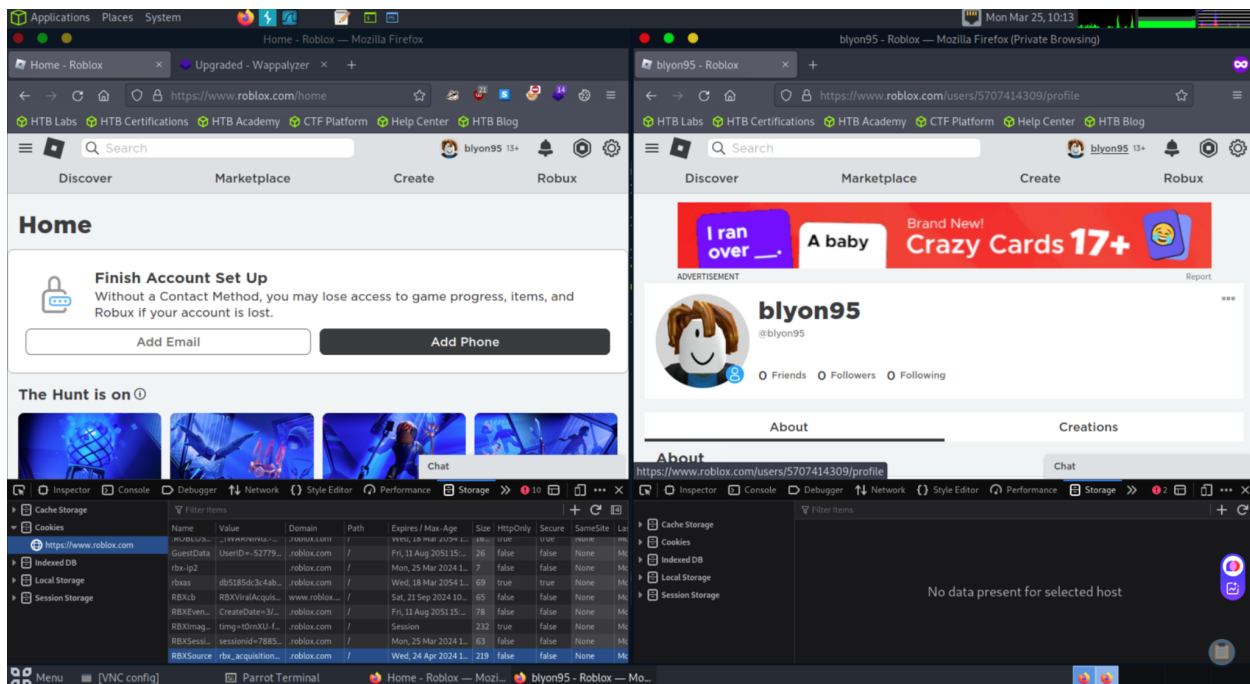 Applications Places System
Mon Mar 25, 10:13
Home - Roblox — Mozilla Firefox
Home - Roblox ×
Upgraded - Wappalyzer × +
https://www.roblox.com/home
21
14
HTB Labs HTB Certifications HTB Academy CTF Platform Help Center HTB Blog
Search
blyon95 13+
Discover Marketplace Create Robux
Home
Finish Account Set Up
Without a Contact Method, you may lose access to game progress, items, and
Robux if your account is lost.
Add Email Add Phone
The Hunt is on
Chat
Inspector Console Debugger Network Style Editor Performance Storage 10
Cache Storage
Cookies
https://www.roblox.com
Indexed DB
Local Storage
Session Storage
Filter Items
Name Value Domain Path Expires / Max-Age Size HttpOnly Secure SameSite
GuestData UserID=-52779... .roblox.com / Fri, 11 Aug 2051 15:... 26 false false None
rbx-ip2 .roblox.com / Mon, 25 Mar 2024 1... 7 false false None
rbxas db5185dc3c4ab... .roblox.com / Wed, 18 Mar 2054 1... 69 true true None
RBXcb RBXViralAcquis... www.roblox.... / Sat, 21 Sep 2024 10... 65 false false None
RBXEven... CreateDate=3/... .roblox.com / Fri, 11 Aug 2051 15:... 78 false false None
RBXImag... timg=t0rnXU-f... .roblox.com / Session 232 true false None
RBXSessi... sessionid=7885... .roblox.com / Mon, 25 Mar 2024 1... 63 false false None
RBXSource rbx_acquisition... .roblox.com / Wed, 24 Apr 2024 1... 219 false false None
blyon95 - Roblox — Mozilla Firefox (Private Browsing)
blyon95 - Roblox × +
https://www.roblox.com/users/5707414309/profile
HTB Labs HTB Certifications HTB Academy CTF Platform Help Center HTB Blog
Search
blyon95 13+
Discover Marketplace Create Robux
I ran
over __.
A baby
Brand New!
Crazy Cards 17+
ADVERTISEMENT
Report
blyon95
@blyon95
0 Friends 0 Followers 0 Following
About Creations
About
https://www.roblox.com/users/5707414309/profile
Chat
Inspector Console Debugger Network Style Editor Performance Storage 2
Cache Storage
Cookies
Indexed DB
Local Storage
Session Storage
Filter Items
No data present for selected host
Menu [VNC config] Parrot Terminal Home - Roblox — Mozi... blyon95 - Roblox — Mo...